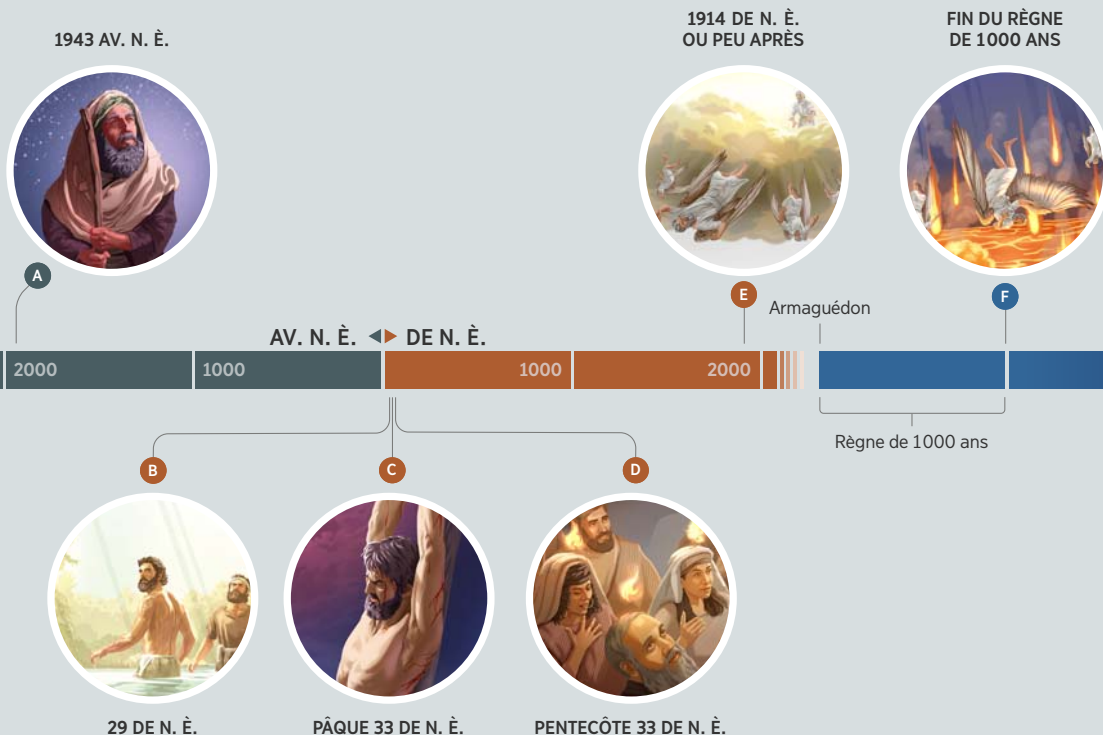 1943 AV. N. È.
1914 DE N. È.
OU PEU APRÈS
FIN DU RÈGNE
DE 1000 ANS
A
E
F
Armaguédon
AV. N. È.
DE N. È.
2000
1000
1000
2000
Règne de 1000 ans
B
C
D
29 DE N. È.
PÂQUE 33 DE N. È.
PENTECÔTE 33 DE N. È.